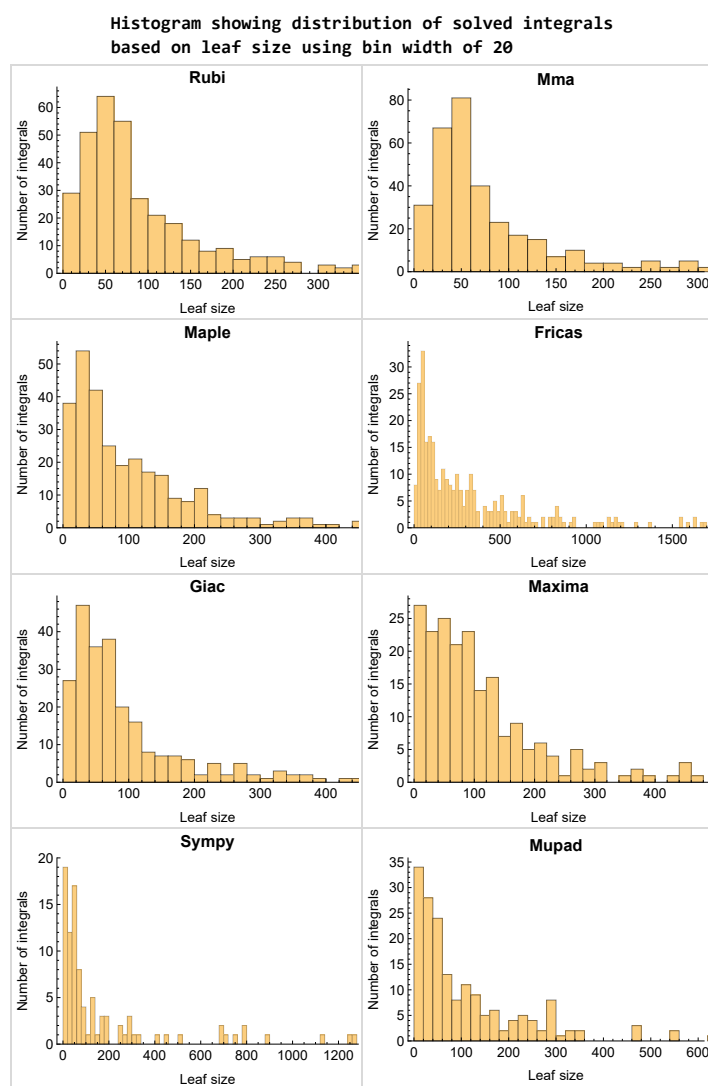 Histogram showing distribution of solved integrals
based on leaf size using bin width of 20
Rubi
Number of integrals
0 10 20 30 40 50 60
0 50 100 150 200 250 300
Leaf size
Mma
Number of integrals
0 20 40 60 80
0 50 100 150 200 250 300
Leaf size
Maple
Number of integrals
0 10 20 30 40 50
0 100 200 300 400
Leaf size
Fricas
Number of integrals
0 5 10 15 20 25 30
0 500 1000 1500
Leaf size
Giac
Number of integrals
0 10 20 30 40
0 100 200 300 400
Leaf size
Maxima
Number of integrals
0 5 10 15 20 25
0 100 200 300 400
Leaf size
Sympy
Number of integrals
0 5 10 15 20
0 200 400 600 800 1000 1200
Leaf size
Mupad
Number of integrals
0 5 10 15 20 25 30 35
0 100 200 300 400 500
Leaf size